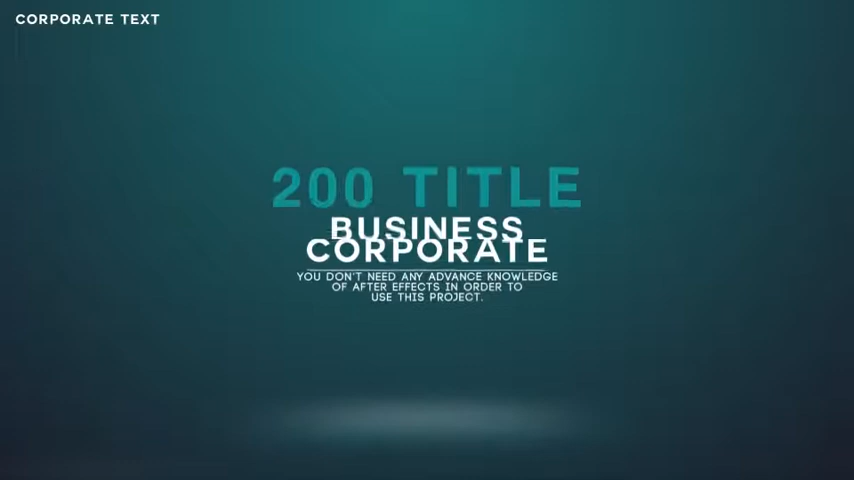 CORPORATE TEXT
200 TITLE
BUSINESS
CORPORATE
YOU DON'T NEED ANY ADVANCE KNOWLEDGE
OF AFTER EFFECTS IN ORDER TO
USE THIS PROJECT.